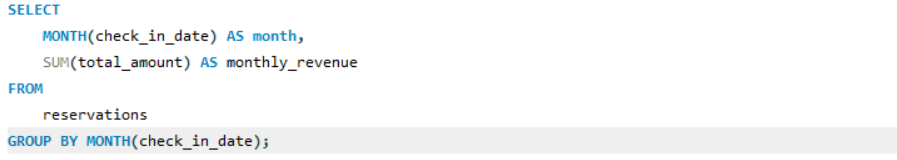 SELECT
    MONTH(check_in_date) AS month,
    SUM(total_amount) AS monthly_revenue
FROM
    reservations
GROUP BY MONTH(check_in_date);